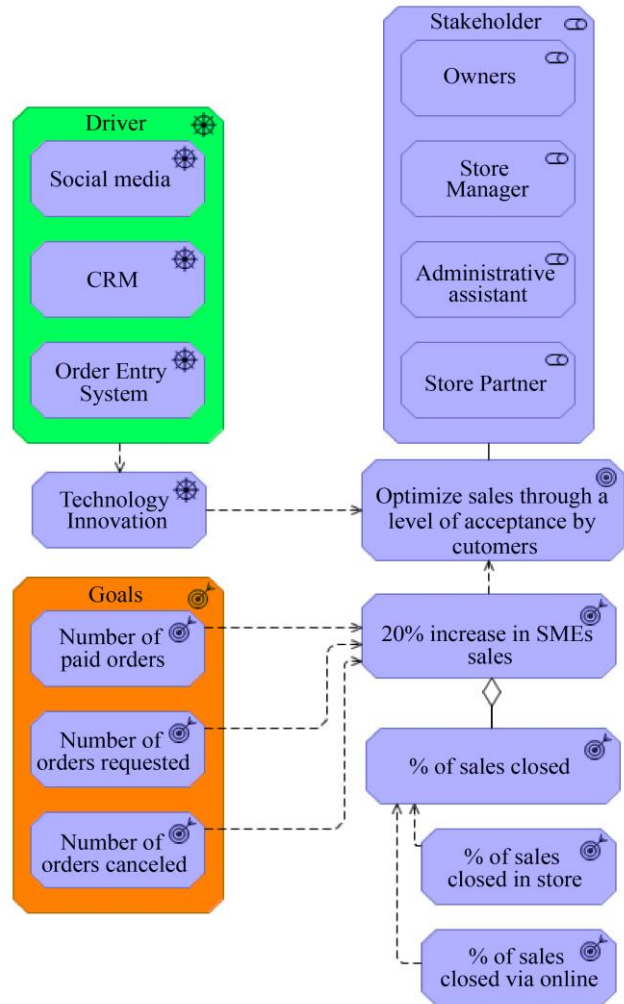 Stakeholder
Owners
Store
Manager
Administrative
assistant
Store Partner
Driver
Social media
CRM
Order Entry
System
Technology
Innovation
Optimize sales through a
level of acceptance by
cutomers
Goals
Number of
paid orders
Number of
orders requested
Number of
orders canceled
20% increase in SMEs
sales
% of sales closed
% of sales
closed in store
% of sales
closed via online